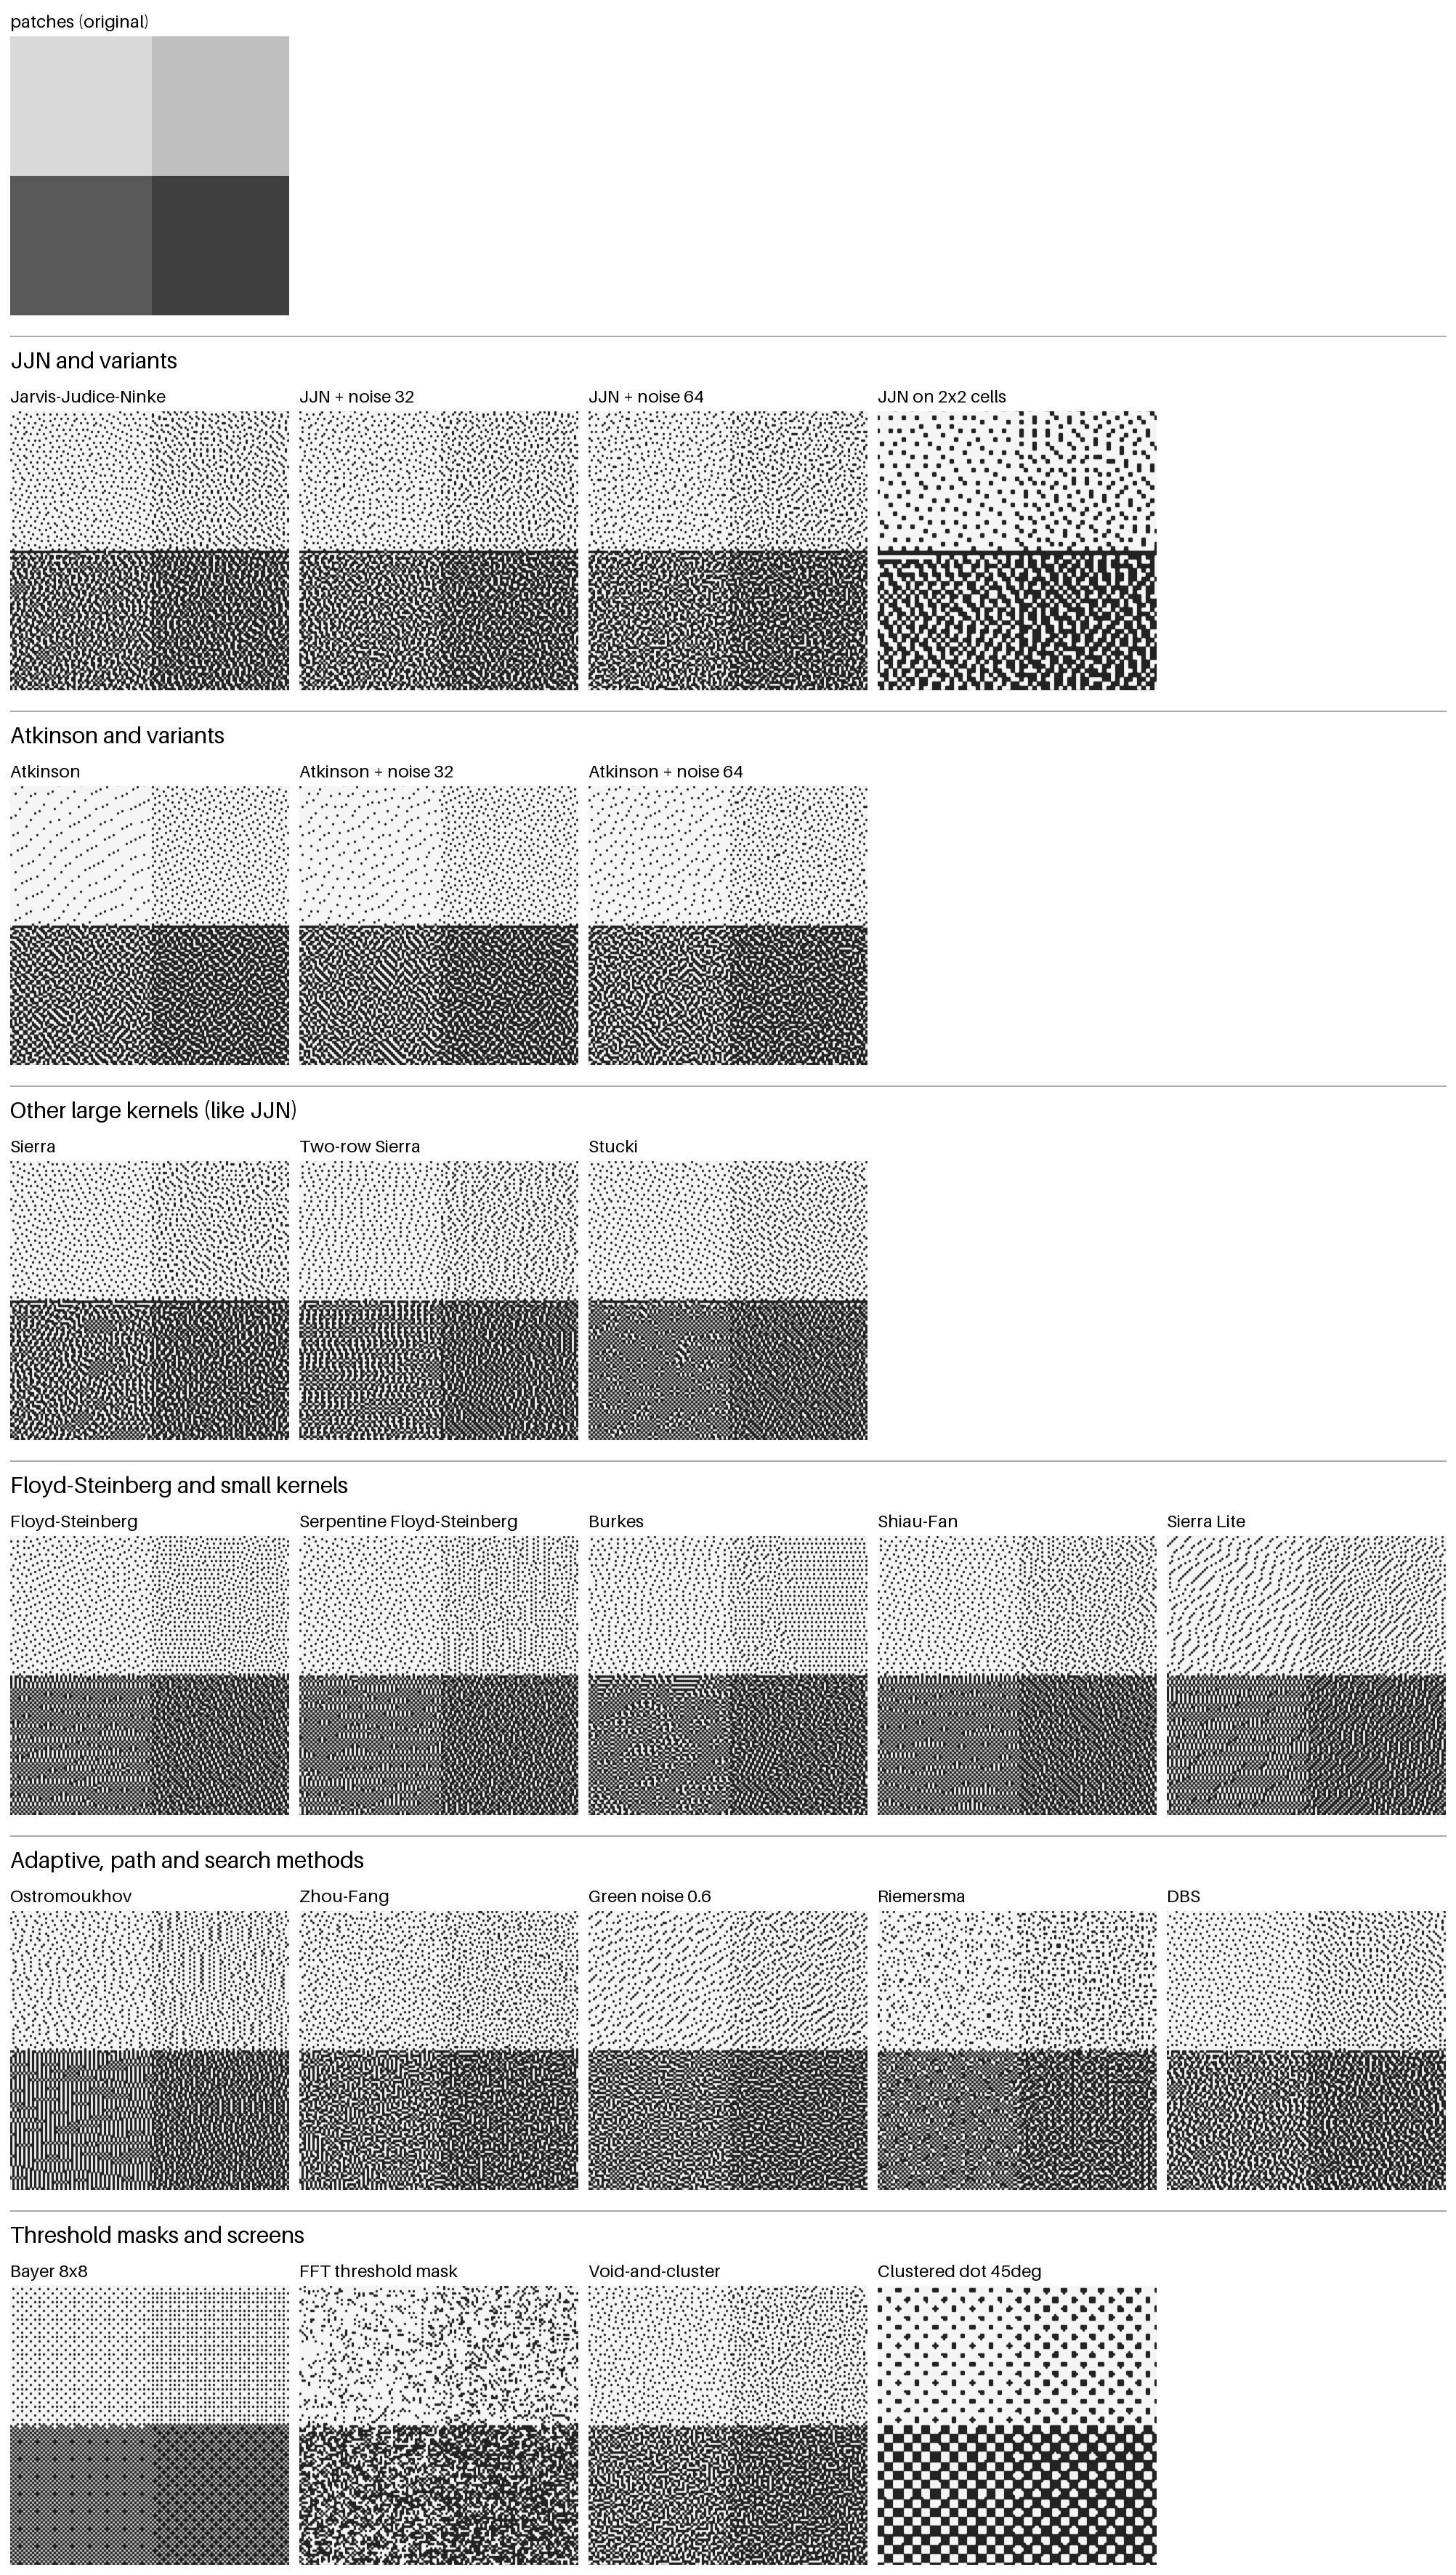 patches (original)
JJN and variants
Jarvis-Judice-Ninke
JJN + noise 32
JJN + noise 64
JJN on 2x2 cells
Atkinson and variants
Atkinson
Atkinson + noise 32
Atkinson + noise 64
Other large kernels (like JJN)
Sierra
Two-row Sierra
Stucki
Floyd-Steinberg and small kernels
Floyd-Steinberg
Serpentine Floyd-Steinberg
Burkes
Shiau-Fan
Sierra Lite
Adaptive, path and search methods
Ostromoukhov
Zhou-Fang
Green noise 0.6
Riemersma
DBS
Threshold masks and screens
Bayer 8x8
FFT threshold mask
Void-and-cluster
Clustered dot 45deg